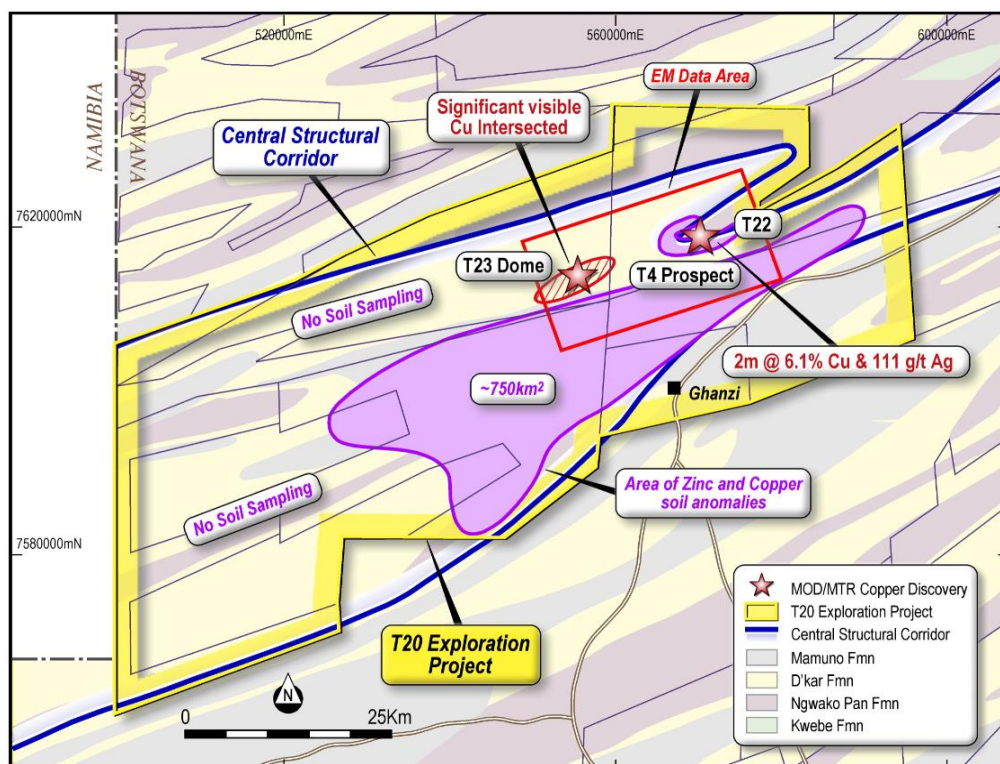 520000mE
560000mE
600000mE
NAMIBIA
BOTSWANA
EM Data Area
Significant visible
Cu Intersected
Central Structural
Corridor
7620000mN
T22
T23 Dome
T4 Prospect
No Soil Sampling
2m @ 6.1% Cu & 111 g/t Ag
~750km²
Ghanzi
Area of Zinc and Copper
soil anomalies
No Soil Sampling
7580000mN
T20 Exploration
Project
N
0
25Km
MOD/MTR Copper Discovery
T20 Exploration Project
Central Structural Corridor
Mamuno Fmn
D'kar Fmn
Ngwako Pan Fmn
Kwebe Fmn